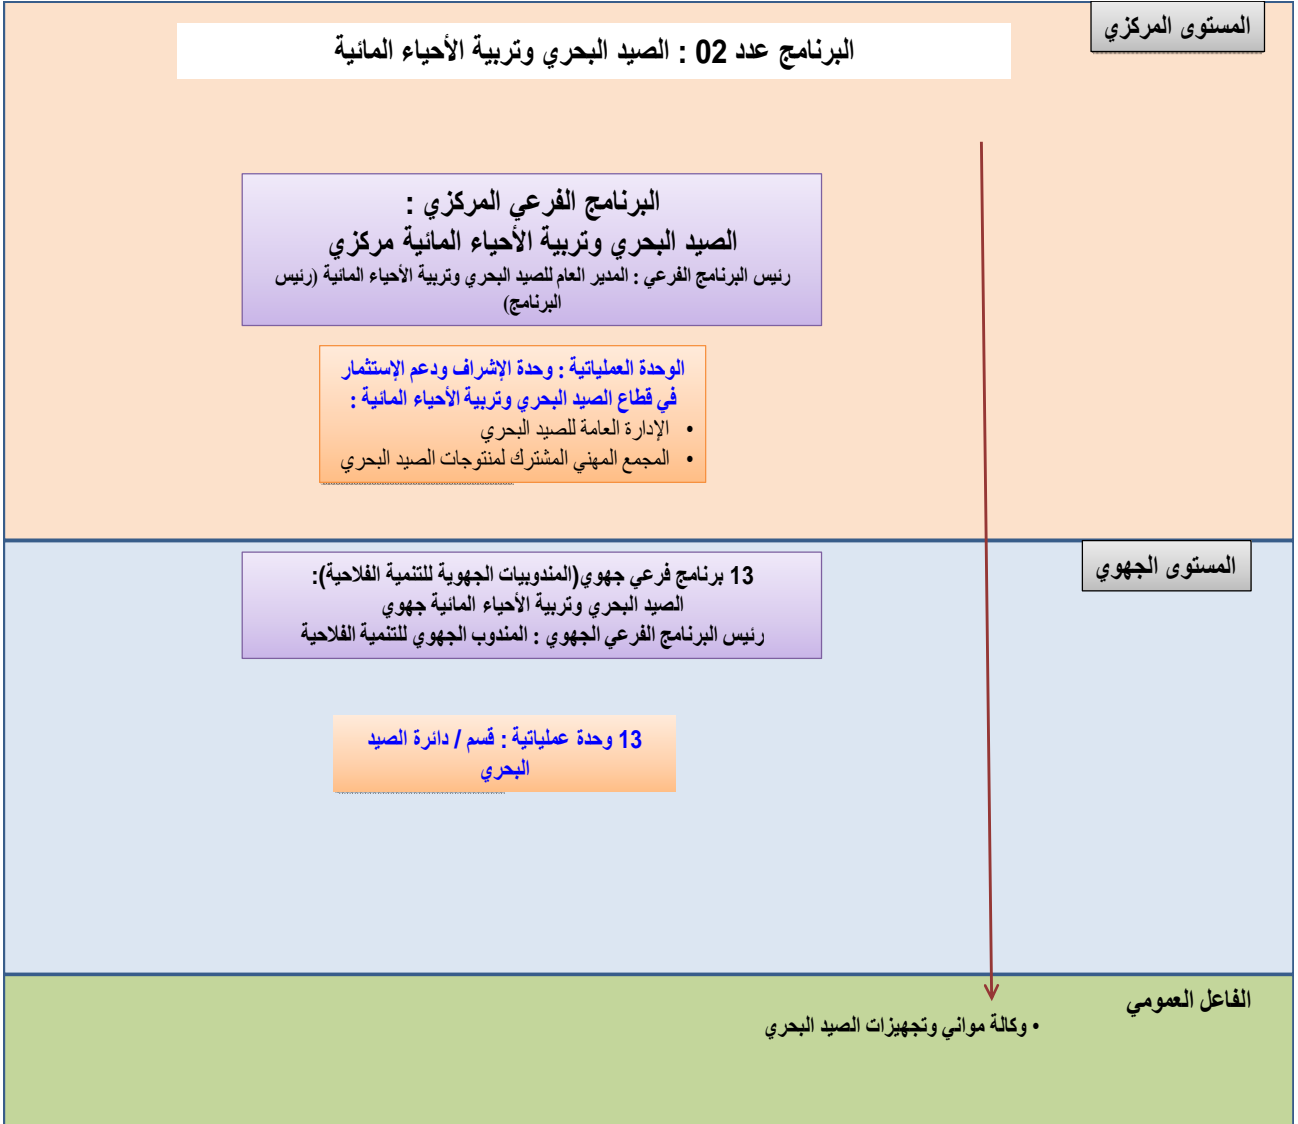 المستوى المركزي
البرنامج عدد 02 : الصيد البحري وتربية الأحياء المائية
البرنامج الفرعي المركزي :
الصيد البحري وتربية الأحياء المائية مركزي
رئيس البرنامج الفرعي : المدير العام للصيد البحري وتربية الأحياء المائية (رئيس
البرنامج)
الوحدة العملياتية : وحدة الإشراف ودعم الإستثمار
في قطاع الصيد البحري وتربية الأحياء المائية :
• الإدارة العامة للصيد البحري
• المجمع المهني المشترك لمنتوجات الصيد البحري
المستوى الجهوي
13 برنامج فرعي جهوي(المندوبيات الجهوية للتنمية الفلاحية):
الصيد البحري وتربية الأحياء المائية جهوي
رئيس البرنامج الفرعي الجهوي : المندوب الجهوي للتنمية الفلاحية
13 وحدة عملياتية : قسم / دائرة الصيد
البحري
الفاعل العمومي
• وكالة مواني وتجهيزات الصيد البحري